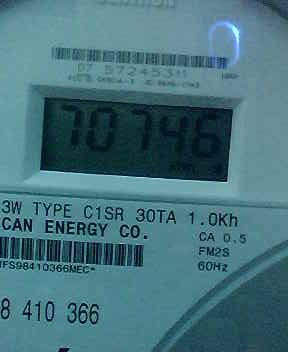 07 572453
70746
3W TYPE C1SR 30TA 1.0Kh
CAN ENERGY CO. CA 0.5
FM2S
IFS98410366MEC* 60Hz
8 410 366